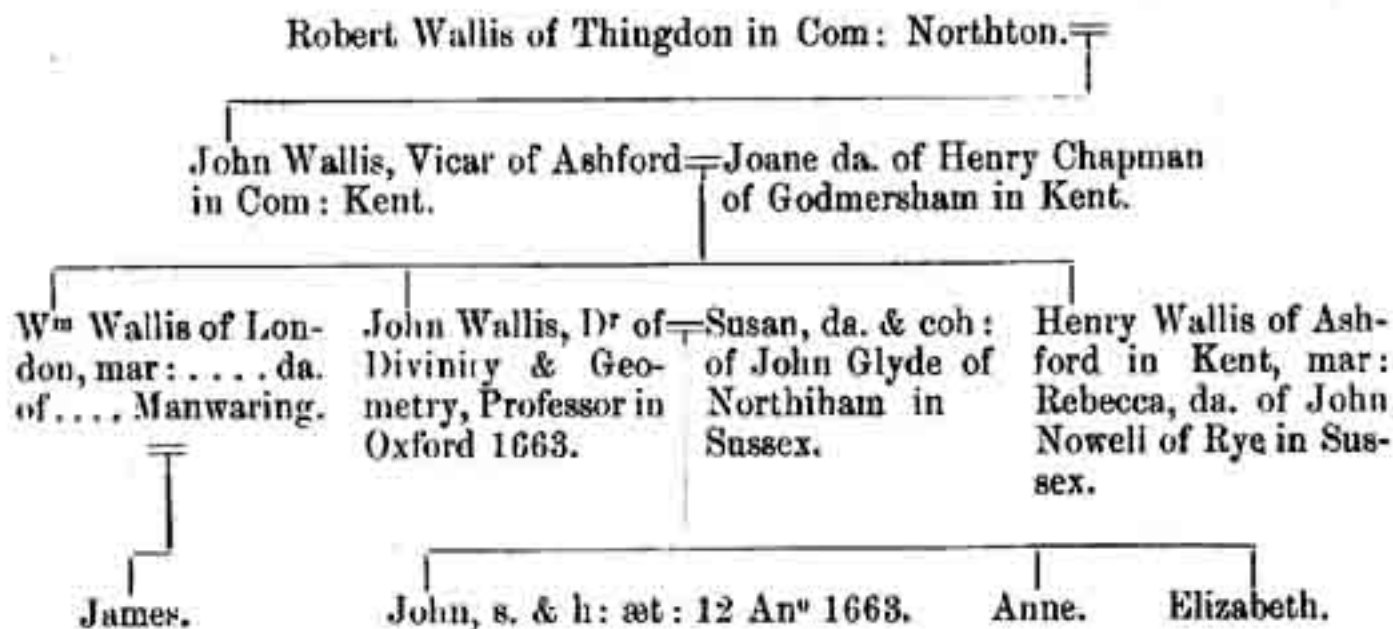 Robert Wallis of Thingdon in Com: Northton.
John Wallis, Vicar of Ashford
in Com: Kent.
Joane da. of Henry Chapman
of Godmersham in Kent.
Wᵐ Wallis of Lon-
don, mar: . . . . da.
of . . . . Manwaring.
John Wallis, Dʳ of
Divinity & Geo-
metry, Professor in
Oxford 1663.
Susan, da. & coh:
of John Glyde of
Northiham in
Sussex.
Henry Wallis of Ash-
ford in Kent, mar:
Rebecca, da. of John
Nowell of Rye in Sus-
sex.
James.
John, s. & h: æt: 12 Anº 1663.
Anne.
Elizabeth.